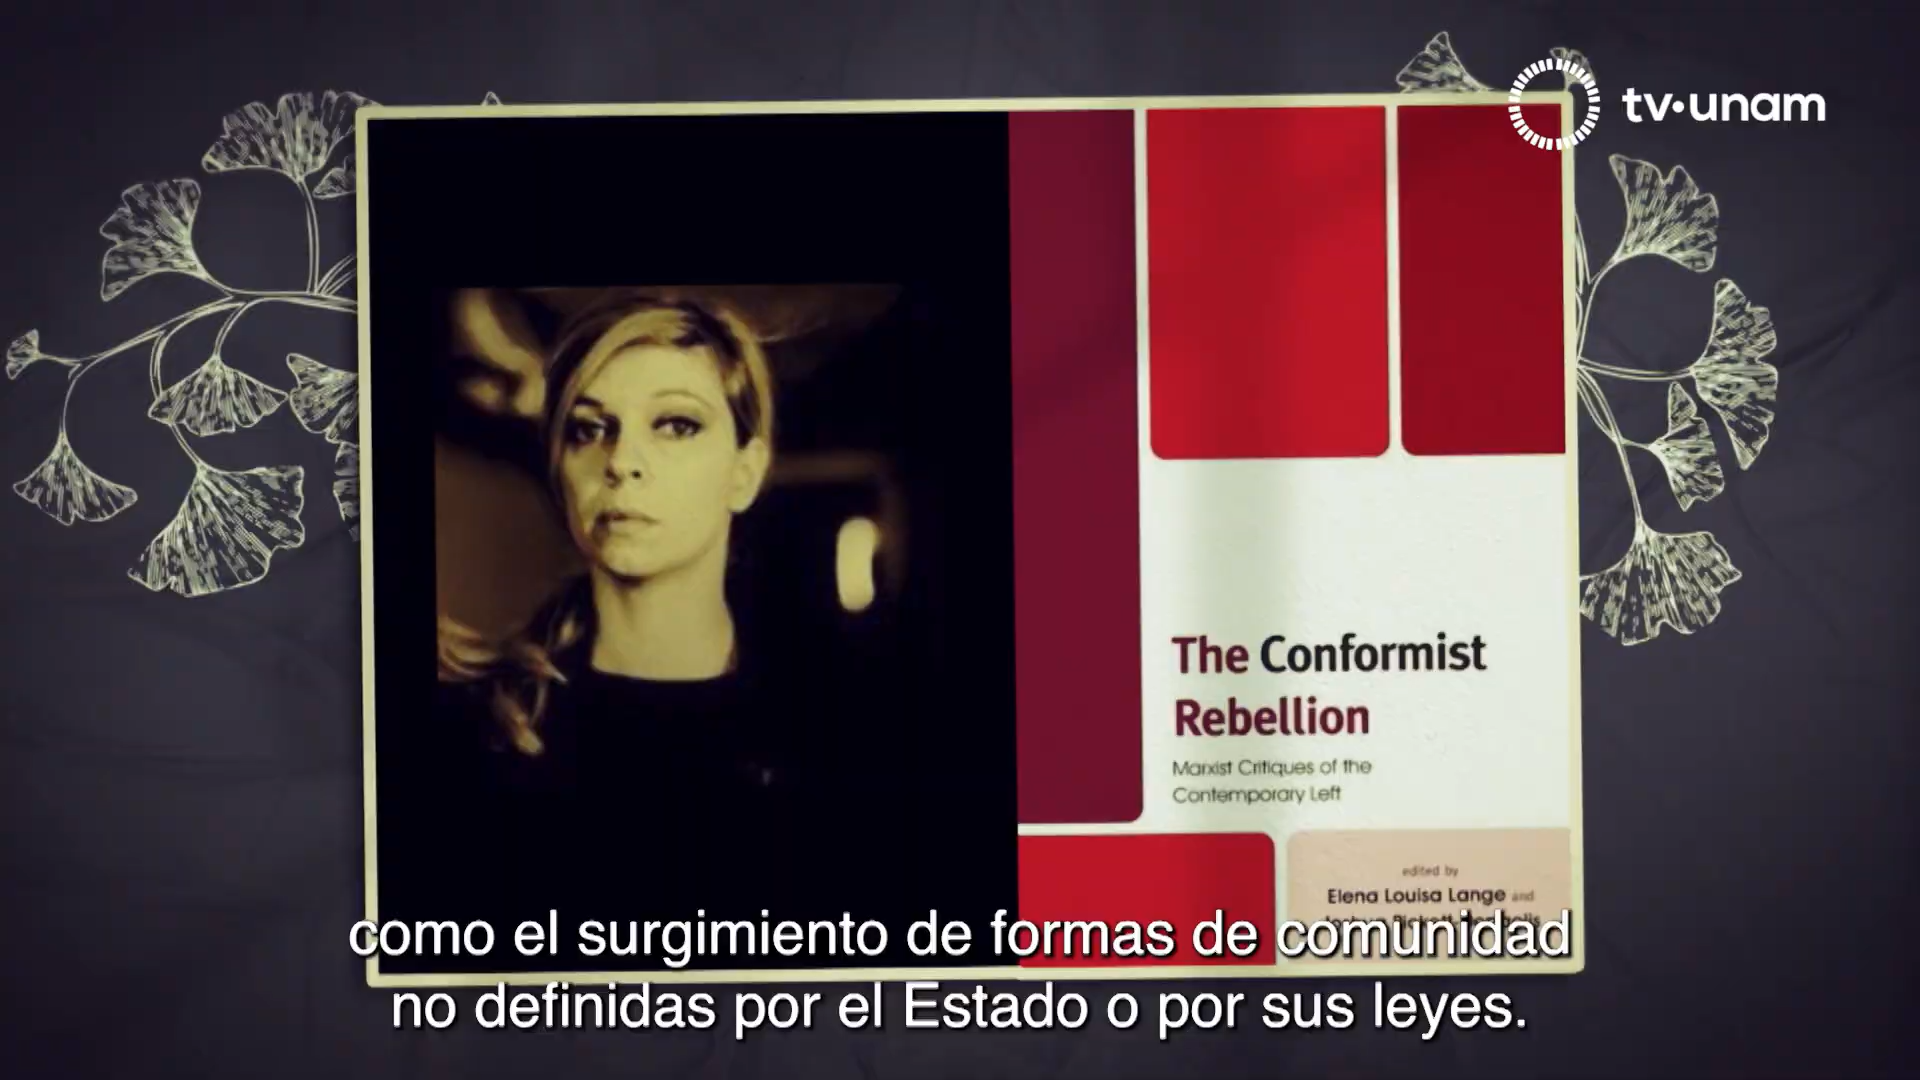 tv•unam
The Conformist
Rebellion
Marxist Critiques of the
Contemporary Left
edited by
Elena Louisa Lange and
como el surgimiento de formas de comunidad
no definidas por el Estado o por sus leyes.